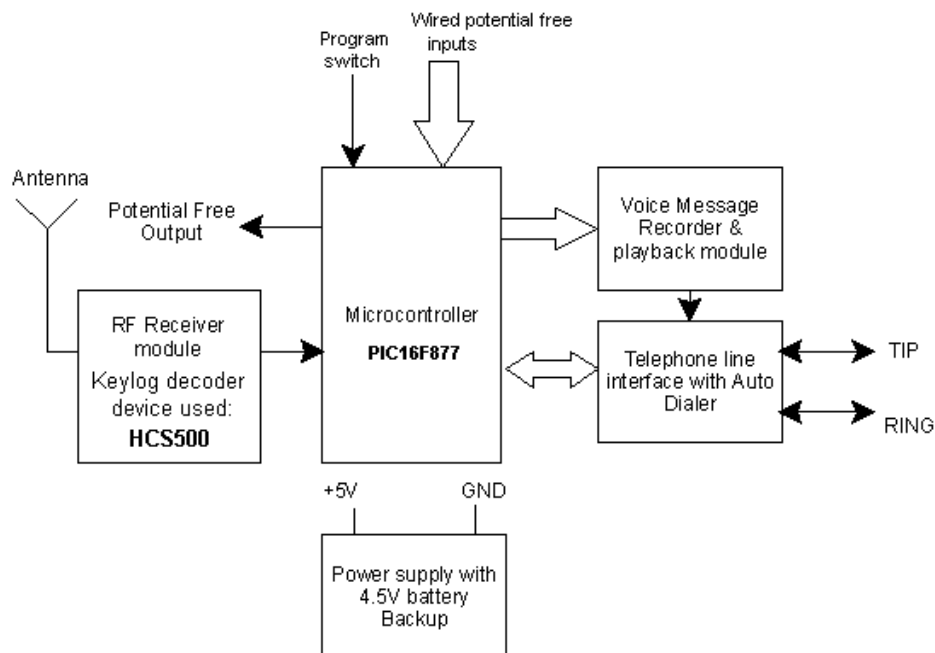 Wired potential free
inputs
Program
switch
Antenna
Potential Free
Output
Voice Message
Recorder &
playback module
RF Receiver
module
Keylog decoder
device used:
HCS500
Microcontroller
PIC16F877
Telephone line
interface with Auto
Dialer
TIP
RING
+5V
GND
Power supply with
4.5V battery
Backup